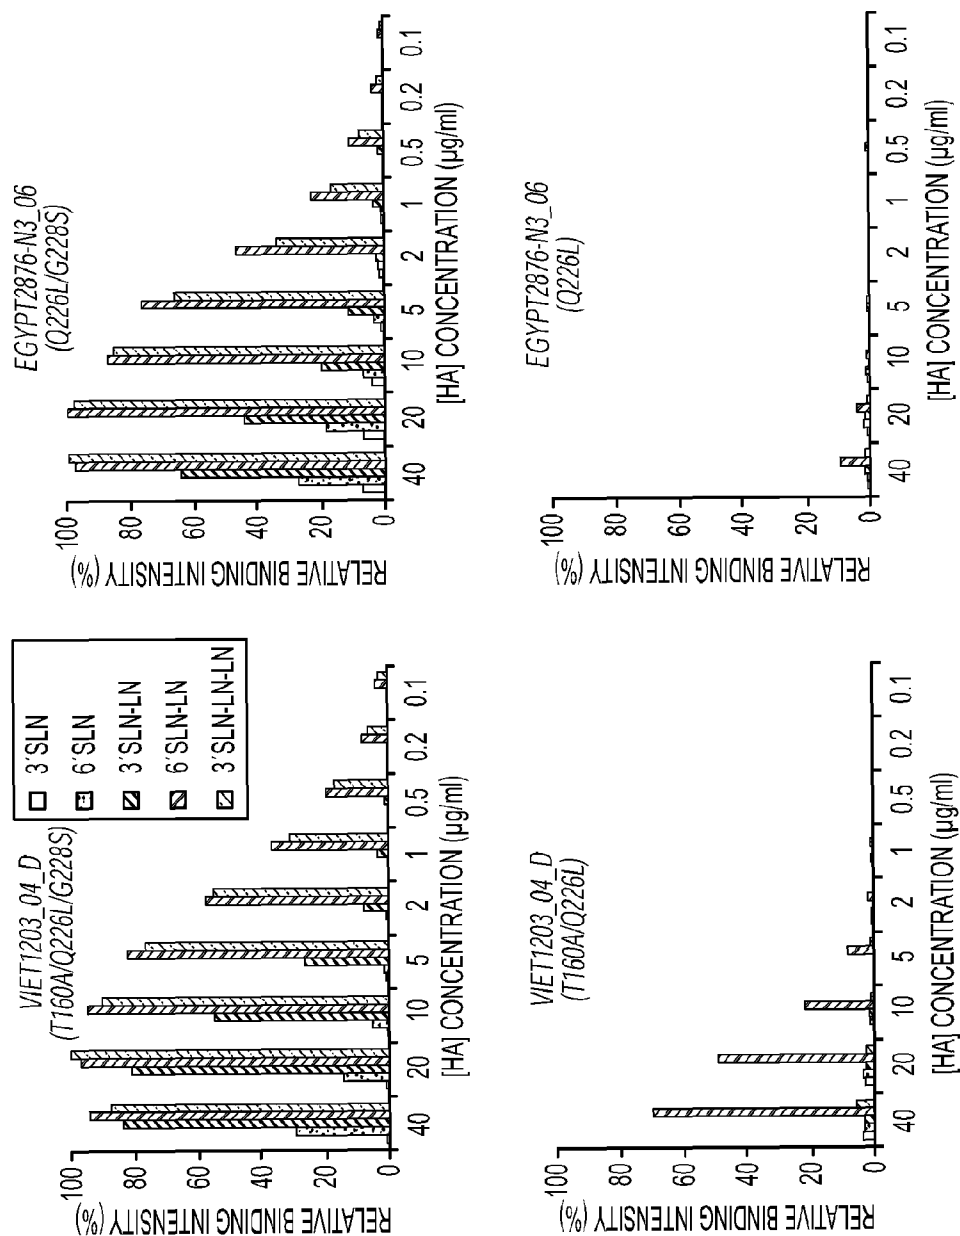 VIET1203_04_D
(T160A/Q226L/G228S)
3'SLN
6'SLN
3'SLN-LN
6'SLN-LN
3'SLN-LN-LN
RELATIVE BINDING INTENSITY (%)
100
80
60
40
20
0
40 20 10 5 2 1 0.5 0.2 0.1
[HA] CONCENTRATION (µg/ml)
EGYPT2876-N3_06
(Q226L/G228S)
RELATIVE BINDING INTENSITY (%)
100
80
60
40
20
0
40 20 10 5 2 1 0.5 0.2 0.1
[HA] CONCENTRATION (µg/ml)
VIET1203_04_D
(T160A/Q226L)
RELATIVE BINDING INTENSITY (%)
100
80
60
40
20
0
40 20 10 5 2 1 0.5 0.2 0.1
[HA] CONCENTRATION (µg/ml)
EGYPT2876-N3_06
(Q226L)
RELATIVE BINDING INTENSITY (%)
100
80
60
40
20
0
40 20 10 5 2 1 0.5 0.2 0.1
[HA] CONCENTRATION (µg/ml)